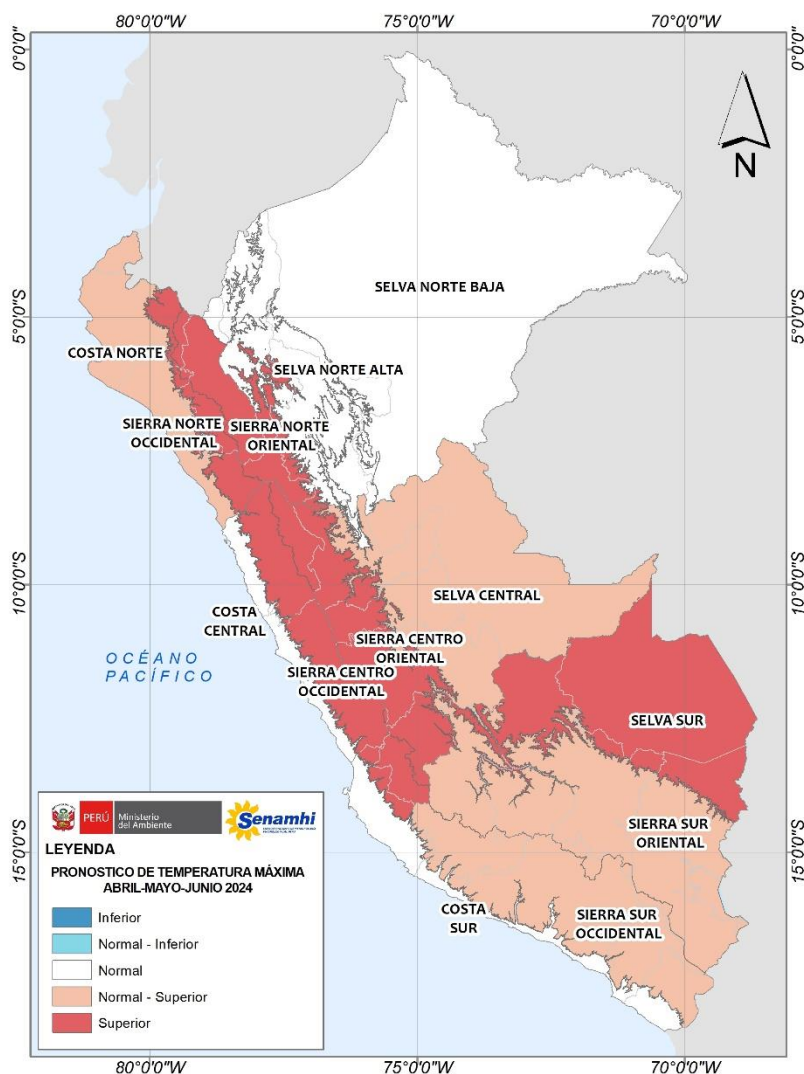 80°0'0"W
75°0'0"W
70°0'0"W
0°0'0"
0°0'0"
N
SELVA NORTE BAJA
5°0'0"S
5°0'0"S
COSTA NORTE
SELVA NORTE ALTA
SIERRA NORTE
OCCIDENTAL
SIERRA NORTE
ORIENTAL
10°0'0"S
10°0'0"S
SELVA CENTRAL
COSTA
CENTRAL
SIERRA CENTRO
ORIENTAL
OCÉANO
PACÍFICO
SIERRA CENTRO
OCCIDENTAL
SELVA SUR
SIERRA SUR
ORIENTAL
15°0'0"S
15°0'0"S
COSTA
SUR
SIERRA SUR
OCCIDENTAL
PERÚ
Ministerio
del Ambiente
Senamhi
LEYENDA
PRONOSTICO DE TEMPERATURA MÁXIMA
ABRIL-MAYO-JUNIO 2024
Inferior
Normal - Inferior
Normal
Normal - Superior
Superior
80°0'0"W
75°0'0"W
70°0'0"W